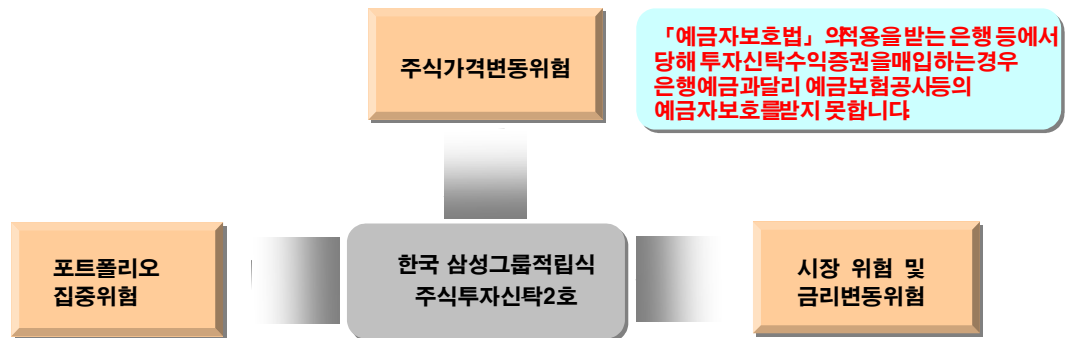 주식가격변동위험
「예금자보호법」의적용을받는 은행 등에서
당해 투자신탁수익증권을매입하는경우
은행예금과달리 예금보험공사등의
예금자보호를받지 못합니다
포트폴리오
집중위험
한국 삼성그룹적립식
주식투자신탁2호
시장 위험 및
금리변동위험